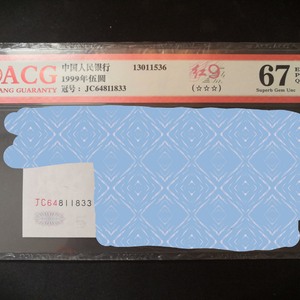 ACG
ANG GUARANTY
中国人民银行
1999年伍圆
冠号：JC64811833
13011536
红9
(☆☆☆)
67
Superb Gem Unc
JC64811833